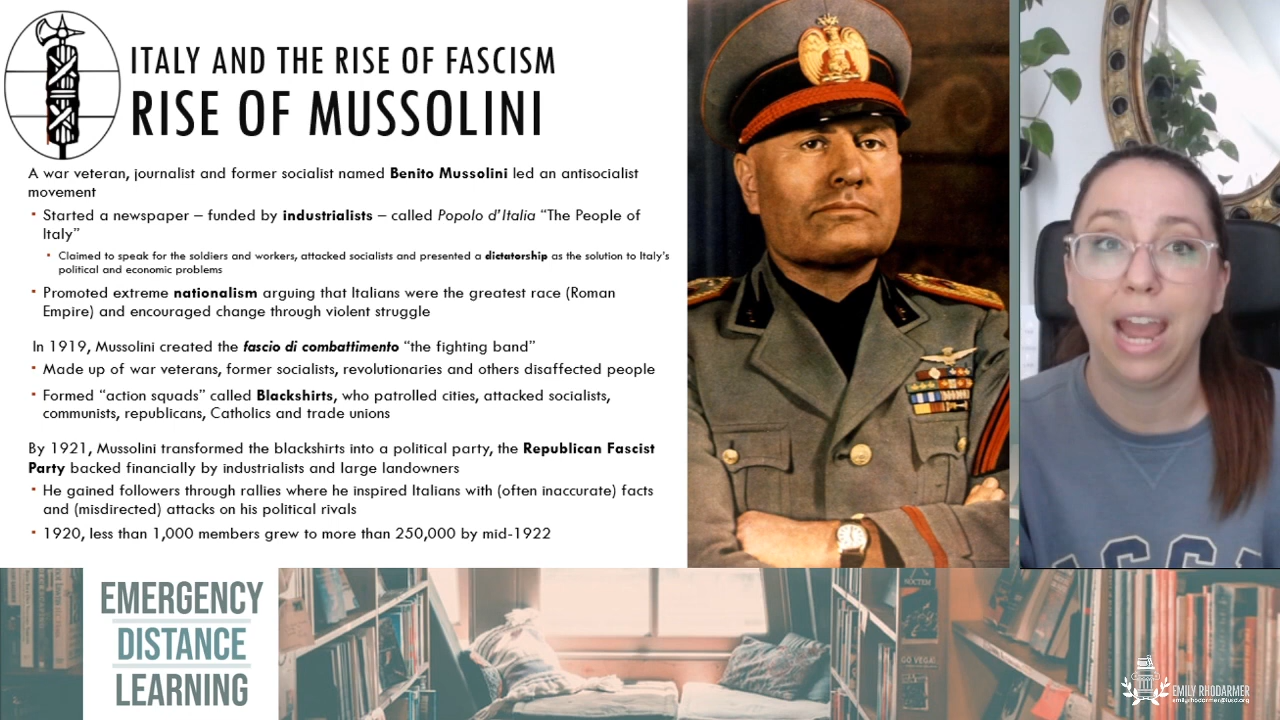 ITALY AND THE RISE OF FASCISM
RISE OF MUSSOLINI
A war veteran, journalist and former socialist named Benito Mussolini led an antisocialist
movement
▪ Started a newspaper – funded by industrialists – called Popolo d’Italia “The People of
Italy”
▪ Claimed to speak for the soldiers and workers, attacked socialists and presented a dictatorship as the solution to Italy’s
political and economic problems
▪ Promoted extreme nationalism arguing that Italians were the greatest race (Roman
Empire) and encouraged change through violent struggle
In 1919, Mussolini created the fascio di combattimento “the fighting band”
▪ Made up of war veterans, former socialists, revolutionaries and others disaffected people
▪ Formed “action squads” called Blackshirts, who patrolled cities, attacked socialists,
communists, republicans, Catholics and trade unions
By 1921, Mussolini transformed the blackshirts into a political party, the Republican Fascist
Party backed financially by industrialists and large landowners
▪ He gained followers through rallies where he inspired Italians with (often inaccurate) facts
and (misdirected) attacks on his political rivals
▪ 1920, less than 1,000 members grew to more than 250,000 by mid-1922
EMERGENCY
DISTANCE
LEARNING
NOCTEM
GO VEGAN
EMILY RHODARMER